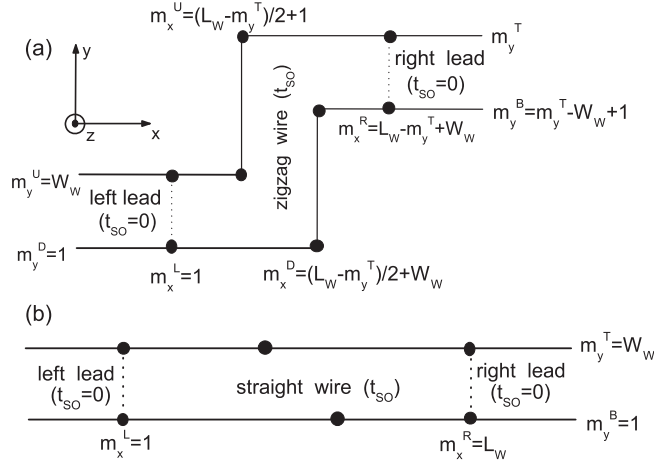 m_x^U=(L_W-m_y^T)/2+1
(a)
y
z
x
m_y^T
right lead
(t_SO=0)
zigzag wire (t_SO)
m_y^B=m_y^T-W_W+1
m_x^R=L_W-m_y^T+W_W
m_y^U=W_W
left lead
(t_SO=0)
m_y^D=1
m_x^L=1
m_x^D=(L_W-m_y^T)/2+W_W
(b)
m_y^T=W_W
left lead
(t_SO=0)
straight wire (t_SO)
right lead
(t_SO=0)
m_y^B=1
m_x^L=1
m_x^R=L_W